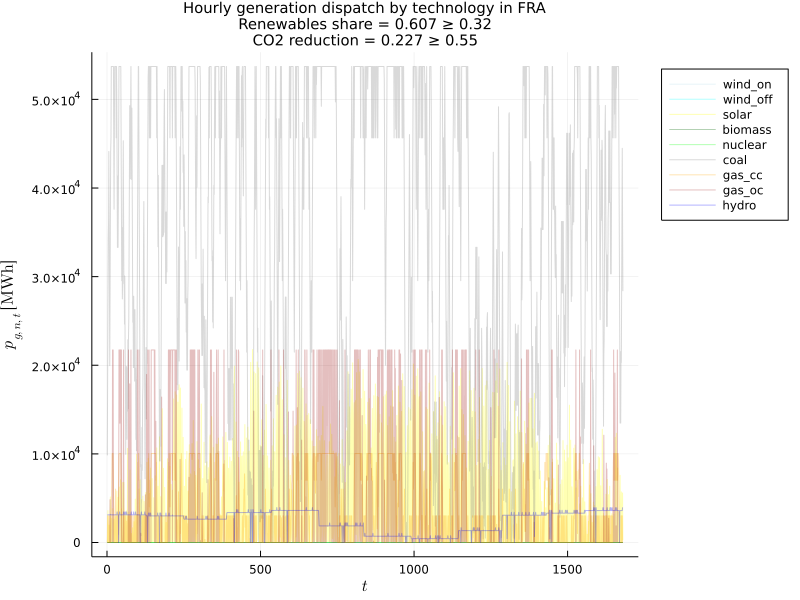 Hourly generation dispatch by technology in FRA
Renewables share = 0.607 ≥ 0.32
CO2 reduction = 0.227 ≥ 0.55
5.0×10⁴
4.0×10⁴
3.0×10⁴
2.0×10⁴
1.0×10⁴
0
p_{g,n,t} [MWh]
0 500 1000 1500
t
wind_on
wind_off
solar
biomass
nuclear
coal
gas_cc
gas_oc
hydro